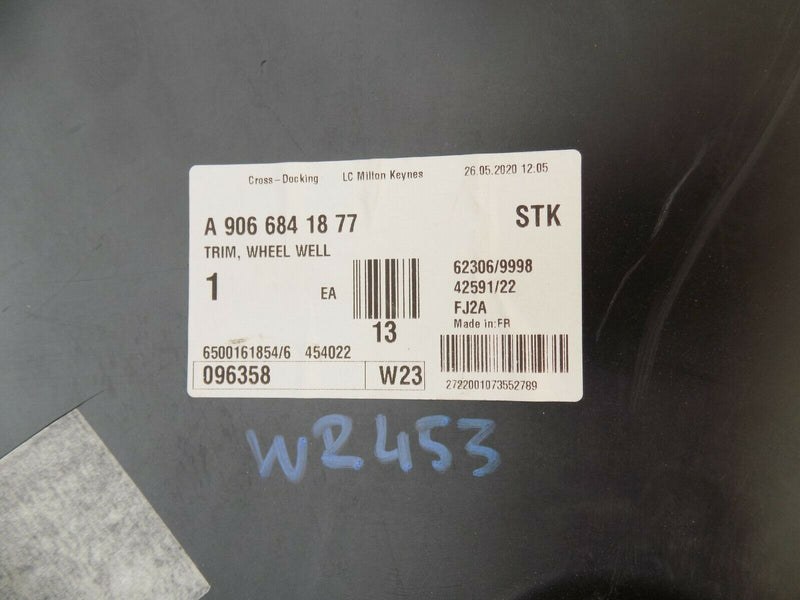 Cross-Docking LC Milton Keynes 26.05.2020 12:05
A 906 684 18 77 STK
TRIM, WHEEL WELL
1 EA
62306/9998
42591/22
FJ2A
Made in:FR
13
6500161854/6 454022
096358 W23
2722001073552789
WR453